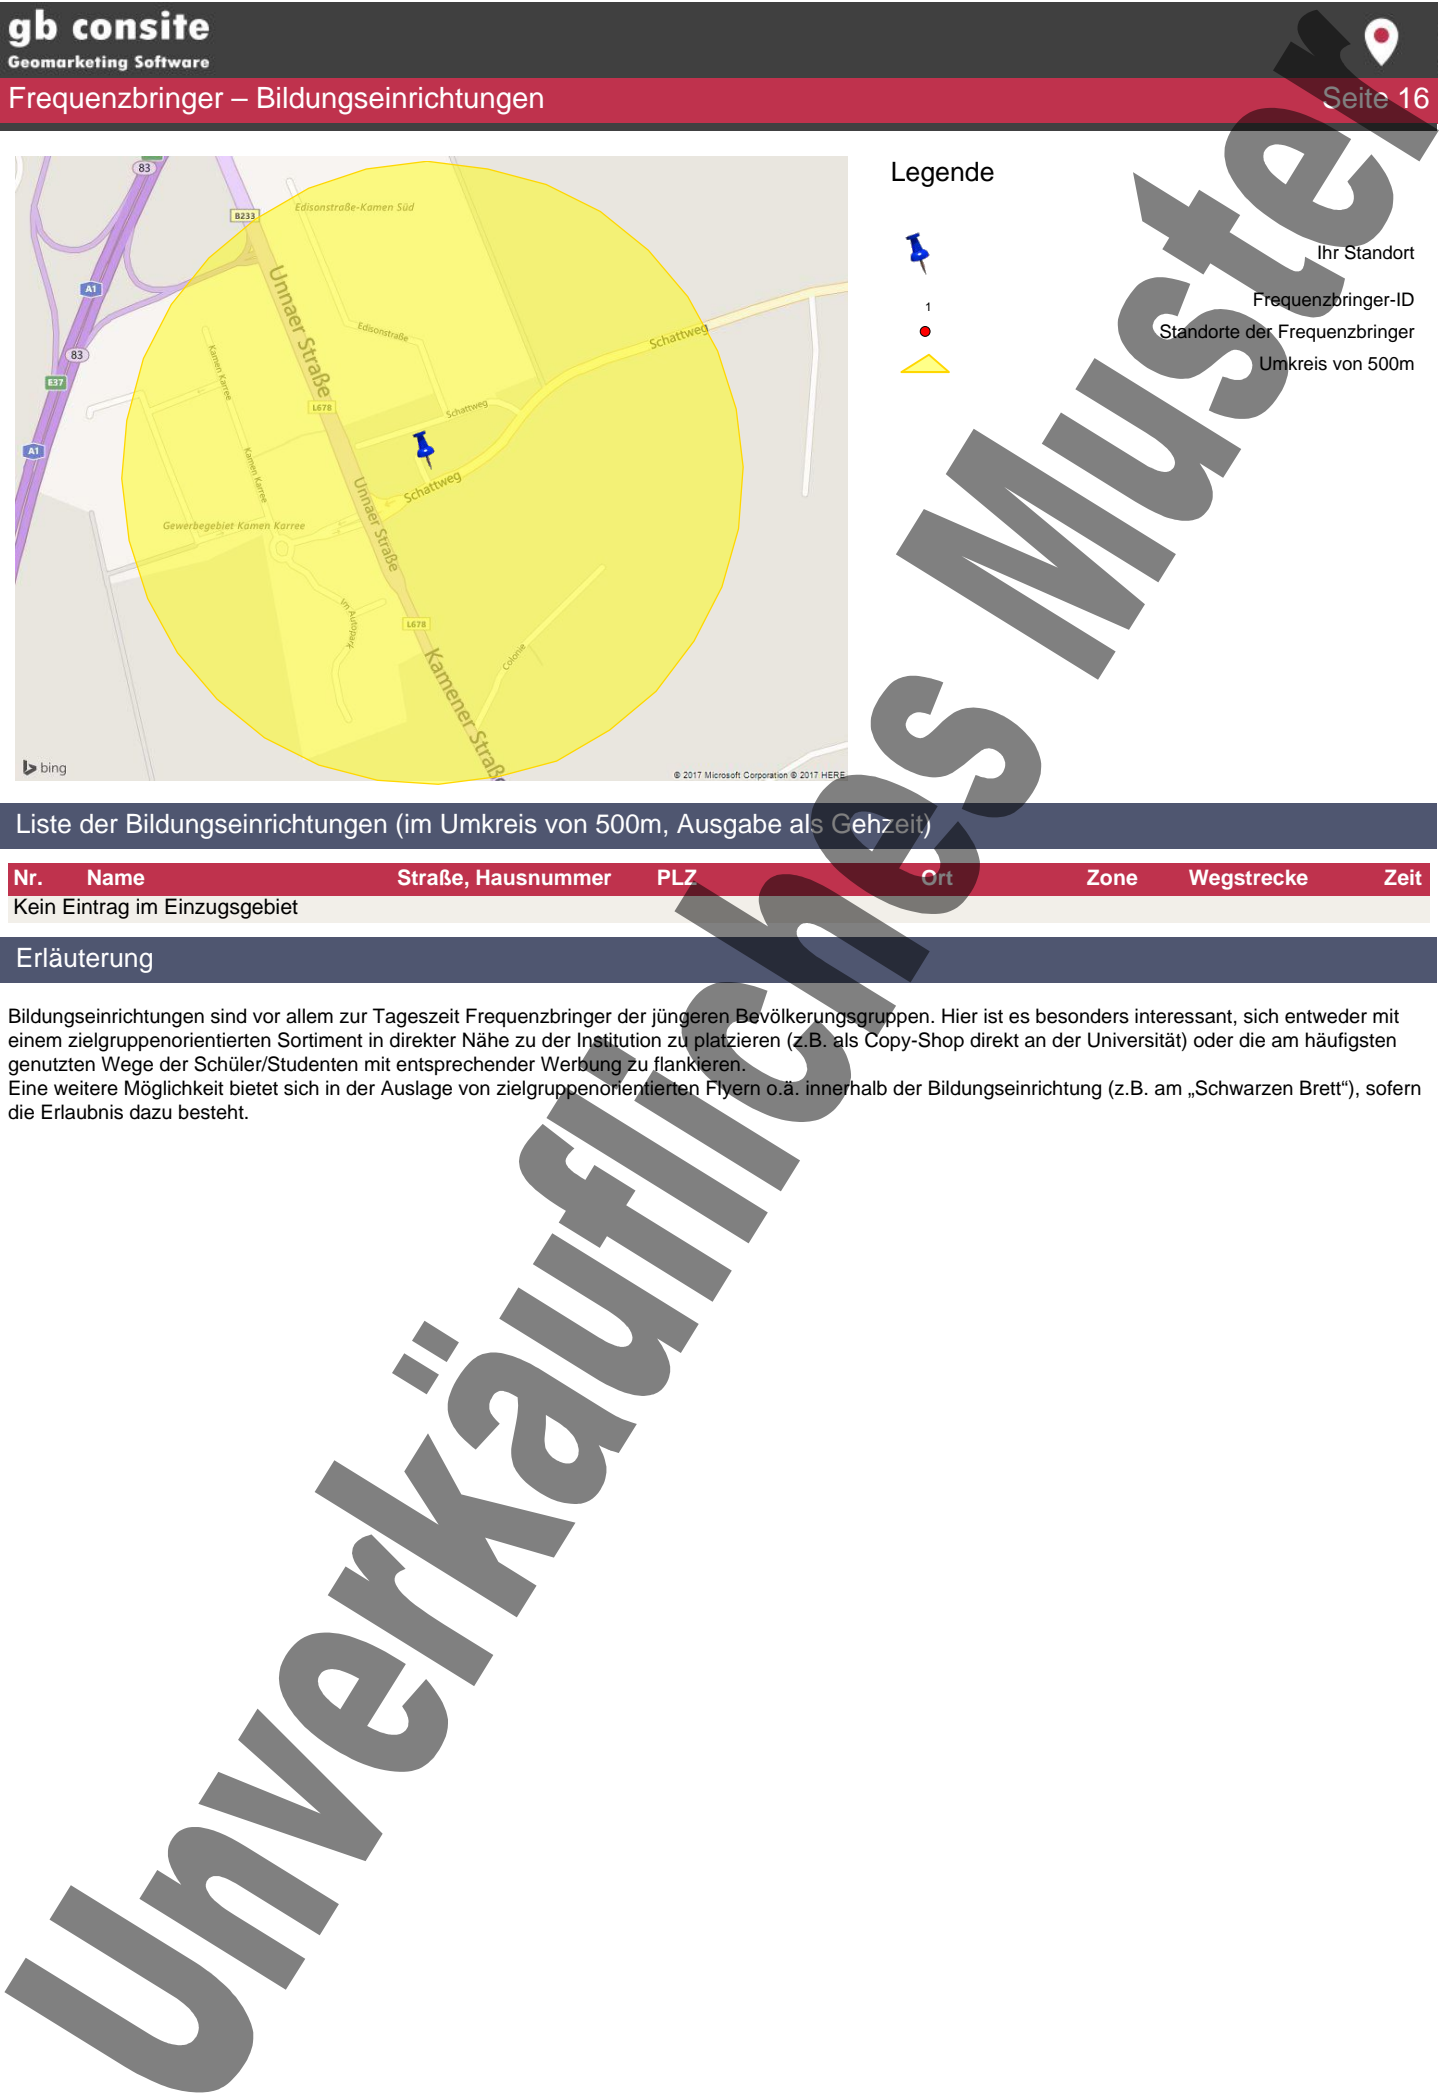 gb consite
Geomarketing Software
Frequenzbringer – Bildungseinrichtungen Seite 16
83
B233
Edisonstraße-Kamen Süd
Unnaer Straße
A1
Edisonstraße
Schattweg
83
Kamen Karree
E37
L678
Schattweg
A1
Kamen Karree
Schattweg
Unnaer Straße
Gewerbegebiet Kamen Karree
Im Autopark
L678
Colonie
Kamener Straße
bing
© 2017 Microsoft Corporation © 2017 HERE
Legende
Ihr Standort
1 Frequenzbringer-ID
Standorte der Frequenzbringer
Umkreis von 500m
Liste der Bildungseinrichtungen (im Umkreis von 500m, Ausgabe als Gehzeit)
Nr. Name Straße, Hausnummer PLZ Ort Zone Wegstrecke Zeit
Kein Eintrag im Einzugsgebiet
Erläuterung
Bildungseinrichtungen sind vor allem zur Tageszeit Frequenzbringer der jüngeren Bevölkerungsgruppen. Hier ist es besonders interessant, sich entweder mit
einem zielgruppenorientierten Sortiment in direkter Nähe zu der Institution zu platzieren (z.B. als Copy-Shop direkt an der Universität) oder die am häufigsten
genutzten Wege der Schüler/Studenten mit entsprechender Werbung zu flankieren.
Eine weitere Möglichkeit bietet sich in der Auslage von zielgruppenorientierten Flyern o.ä. innerhalb der Bildungseinrichtung (z.B. am „Schwarzen Brett“), sofern
die Erlaubnis dazu besteht.
Unverkäufliches Muster